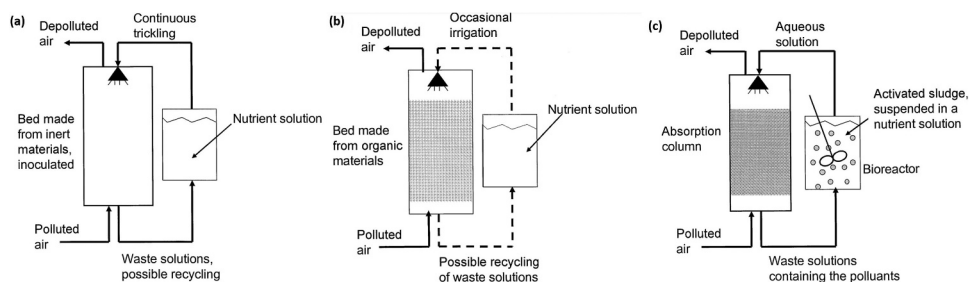 (a)
Continuous
trickling
Depolluted
air
Bed made
from inert
materials,
inoculated
Nutrient solution
Polluted
air
Waste solutions,
possible recycling
(b)
Occasional
irrigation
Depolluted
air
Bed made
from organic
materials
Nutrient solution
Polluted
air
Possible recycling
of waste solutions
(c)
Aqueous
solution
Depolluted
air
Activated sludge,
suspended in a
nutrient solution
Absorption
column
Bioreactor
Polluted
air
Waste solutions
containing the polluants